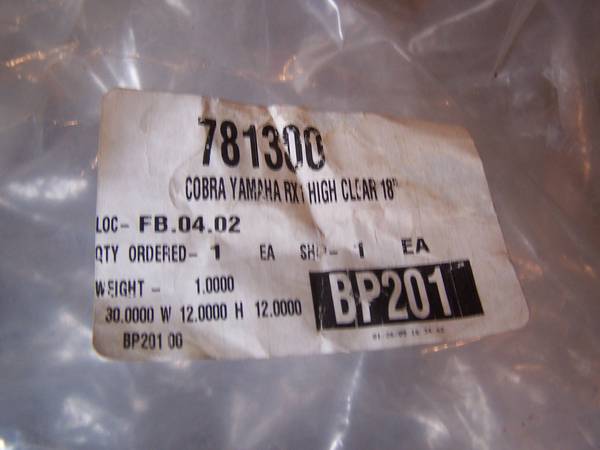 781300
COBRA YAMAHA RX1 HIGH CLEAR 18"
LOC- FB.04.02
QTY ORDERED- 1 EA SHIP- 1 EA
WEIGHT - 1.0000
30.0000 W 12.0000 H 12.0000
BP201
BP201 00